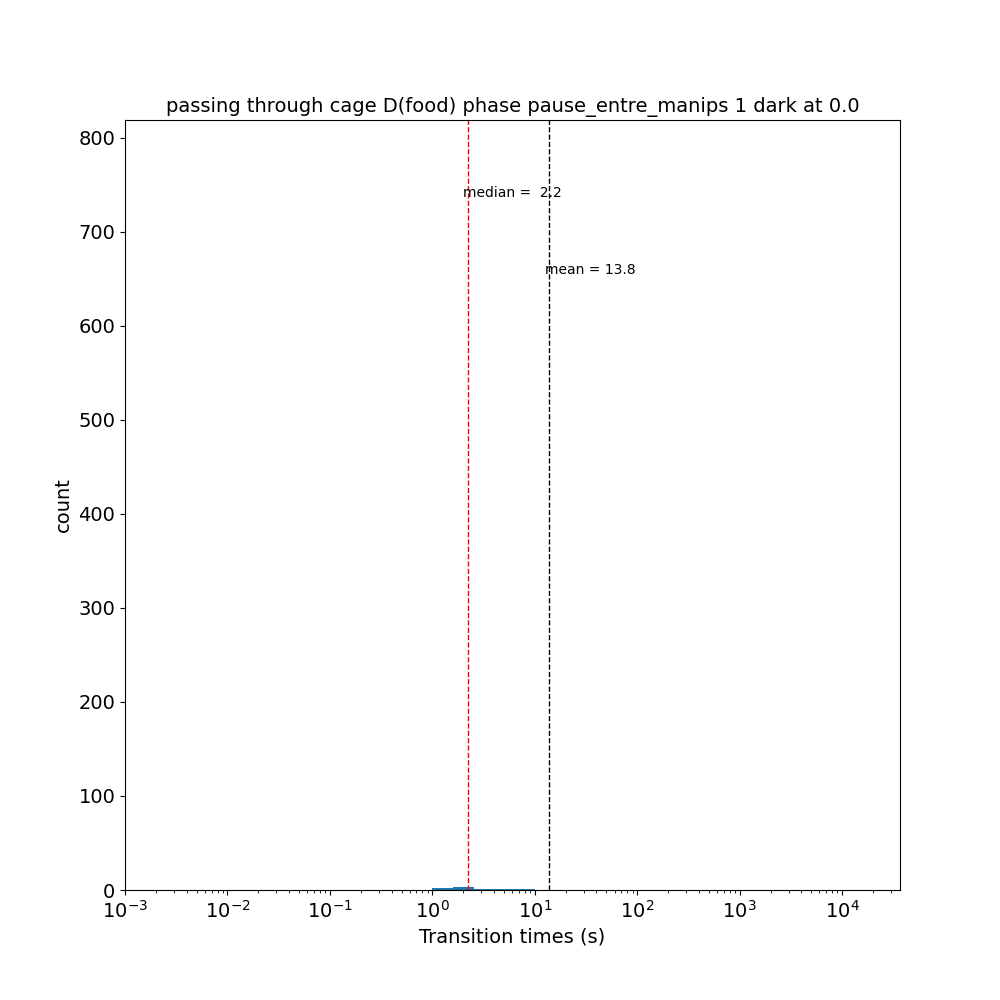 passing through cage D(food) phase pause_entre_manips 1 dark at 0.0
800
median =  2.2
700
mean = 13.8
600
500
count
400
300
200
100
0
10⁻³ 10⁻² 10⁻¹ 10⁰ 10¹ 10² 10³ 10⁴
Transition times (s)